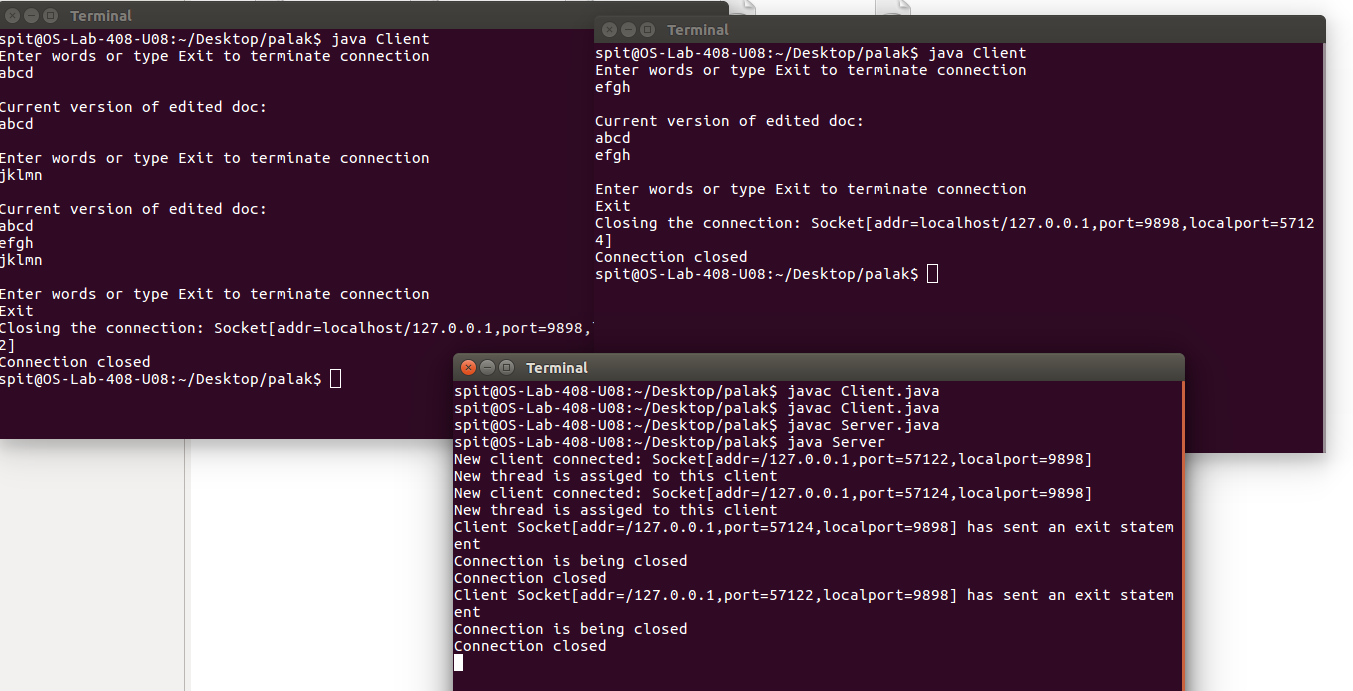 Terminal
spit@OS-Lab-408-U08:~/Desktop/palak$ java Client
Enter words or type Exit to terminate connection
abcd
Current version of edited doc:
abcd
Enter words or type Exit to terminate connection
jklmn
Current version of edited doc:
abcd
efgh
jklmn
Enter words or type Exit to terminate connection
Exit
Closing the connection: Socket[addr=localhost/127.0.0.1,port=9898,
2]
Connection closed
spit@OS-Lab-408-U08:~/Desktop/palak$
Terminal
spit@OS-Lab-408-U08:~/Desktop/palak$ java Client
Enter words or type Exit to terminate connection
efgh
Current version of edited doc:
abcd
efgh
Enter words or type Exit to terminate connection
Exit
Closing the connection: Socket[addr=localhost/127.0.0.1,port=9898,localport=5712
4]
Connection closed
spit@OS-Lab-408-U08:~/Desktop/palak$
Terminal
spit@OS-Lab-408-U08:~/Desktop/palak$ javac Client.java
spit@OS-Lab-408-U08:~/Desktop/palak$ javac Client.java
spit@OS-Lab-408-U08:~/Desktop/palak$ javac Server.java
spit@OS-Lab-408-U08:~/Desktop/palak$ java Server
New client connected: Socket[addr=/127.0.0.1,port=57122,localport=9898]
New thread is assiged to this client
New client connected: Socket[addr=/127.0.0.1,port=57124,localport=9898]
New thread is assiged to this client
Client Socket[addr=/127.0.0.1,port=57124,localport=9898] has sent an exit statem
ent
Connection is being closed
Connection closed
Client Socket[addr=/127.0.0.1,port=57122,localport=9898] has sent an exit statem
ent
Connection is being closed
Connection closed